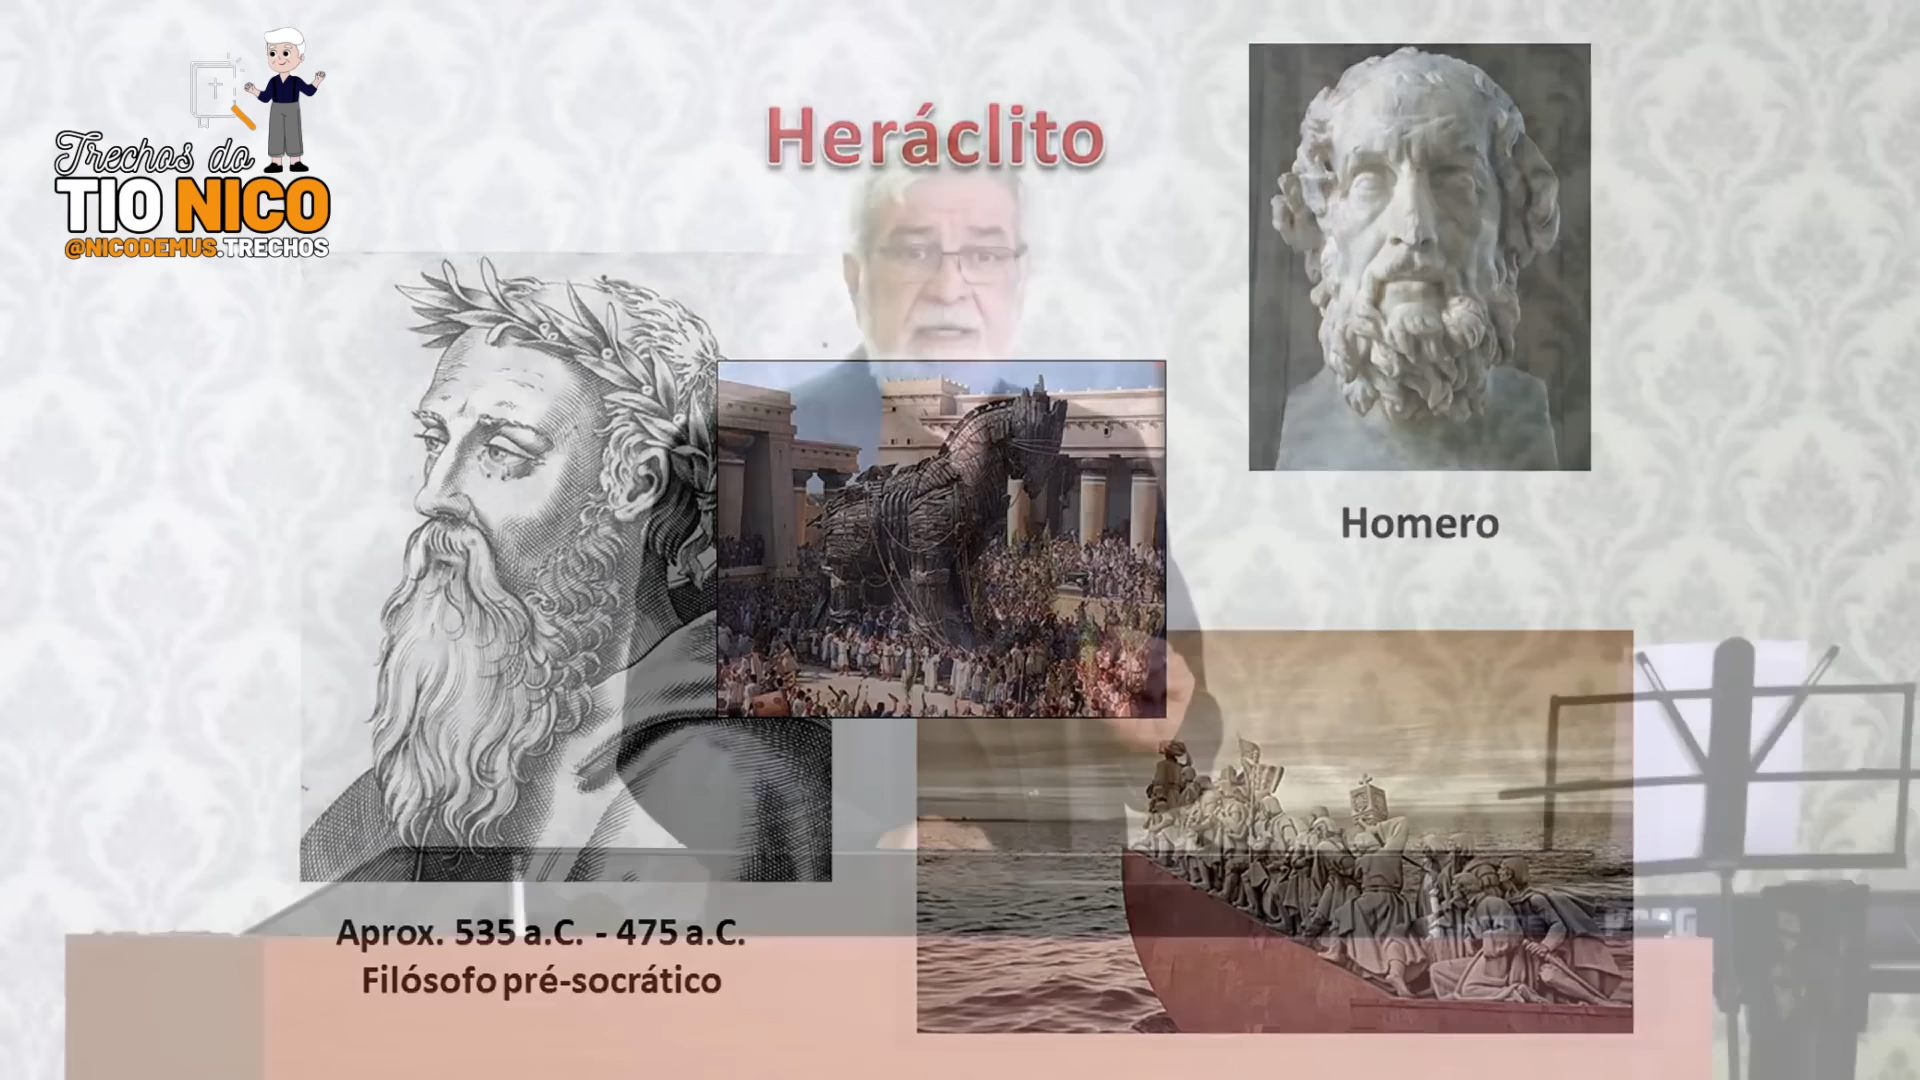 Trechos do
TIO NICO
@NICODEMUS.TRECHOS
Heráclito
Homero
Aprox. 535 a.C. - 475 a.C.
Filósofo pré-socrático